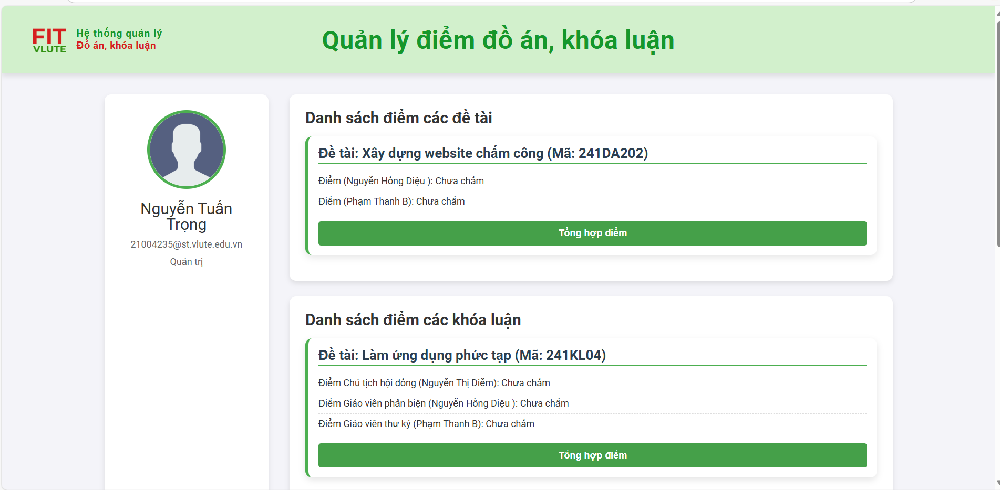 FIT
VLUTE
Hệ thống quản lý
Đồ án, khóa luận
Quản lý điểm đồ án, khóa luận
Nguyễn Tuấn
Trọng
21004235@st.vlute.edu.vn
Quản trị
Danh sách điểm các đề tài
Đề tài: Xây dựng website chấm công (Mã: 241DA202)
Điểm (Nguyễn Hồng Diệu ): Chưa chấm
Điểm (Phạm Thanh B): Chưa chấm
Tổng hợp điểm
Danh sách điểm các khóa luận
Đề tài: Làm ứng dụng phức tạp (Mã: 241KL04)
Điểm Chủ tịch hội đồng (Nguyễn Thị Diễm): Chưa chấm
Điểm Giáo viên phản biện (Nguyễn Hồng Diệu ): Chưa chấm
Điểm Giáo viên thư ký (Phạm Thanh B): Chưa chấm
Tổng hợp điểm